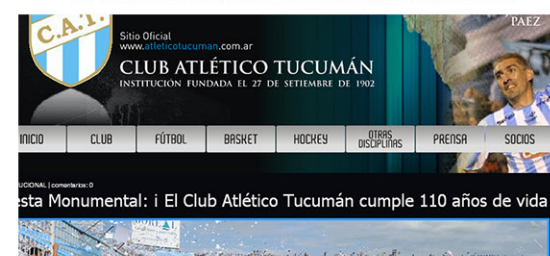 PAEZ
C.A.T.
Sitio Oficial
www.atleticotucuman.com.ar
CLUB ATLÉTICO TUCUMÁN
INSTITUCIÓN FUNDADA EL 27 DE SETIEMBRE DE 1902
INICIO CLUB FÚTBOL BASKET HOCKEY OTRAS DISCIPLINAS PRENSA SOCIOS
UCIONAL | comentarios: 0
esta Monumental: ¡ El Club Atlético Tucumán cumple 110 años de vida